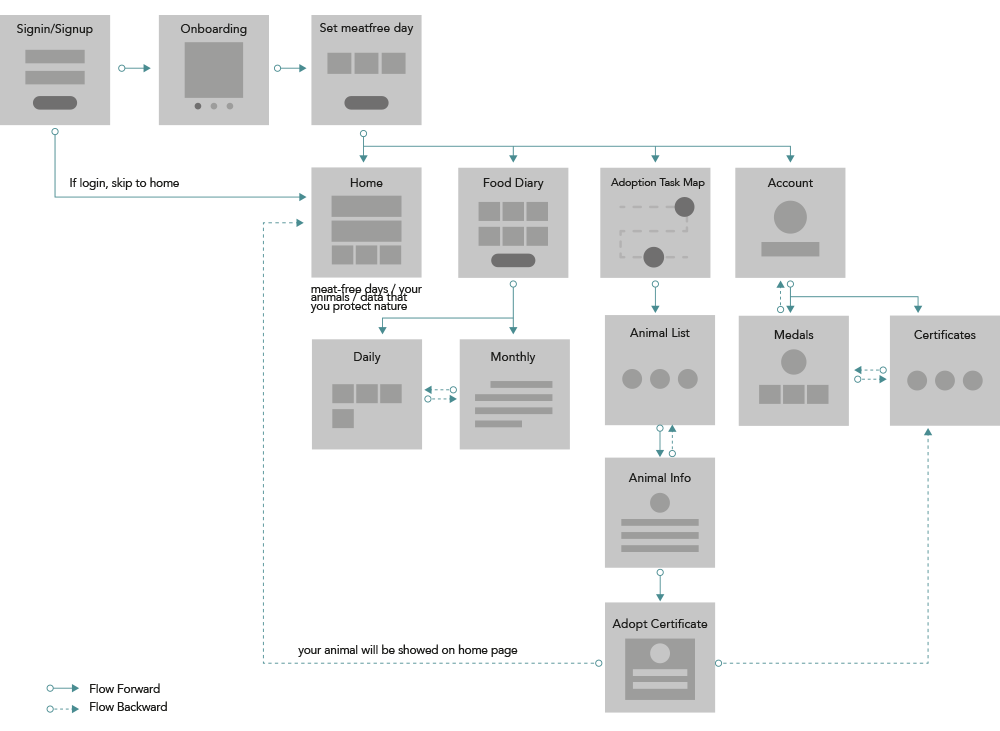 Signin/Signup
Onboarding
Set meatfree day
If login, skip to home
Home
Food Diary
Adoption Task Map
Account
meat-free days / your
animals / data that
you protect nature
Daily
Monthly
Animal List
Medals
Certificates
Animal Info
Adopt Certificate
your animal will be showed on home page
Flow Forward
Flow Backward